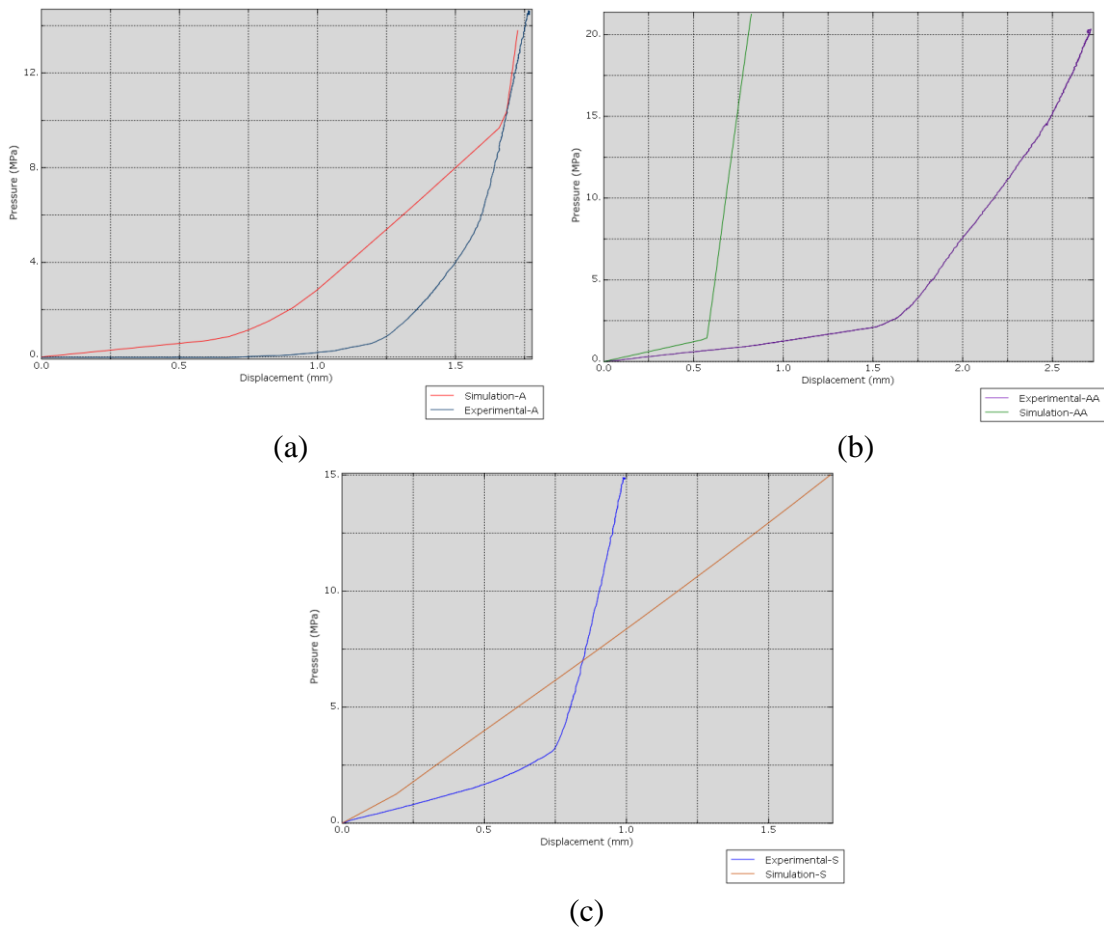 12.
8.
4.
0.
Pressure (MPa)
0.0 0.5 1.0 1.5
Displacement (mm)
Simulation-A
Experimental-A
(a)
20.
15.
10.
5.
0.
Pressure (MPa)
0.0 0.5 1.0 1.5 2.0 2.5
Displacement (mm)
Experimental-AA
Simulation-AA
(b)
15.
10.
5.
0.
Pressure (MPa)
0.0 0.5 1.0 1.5
Displacement (mm)
Experimental-S
Simulation-S
(c)